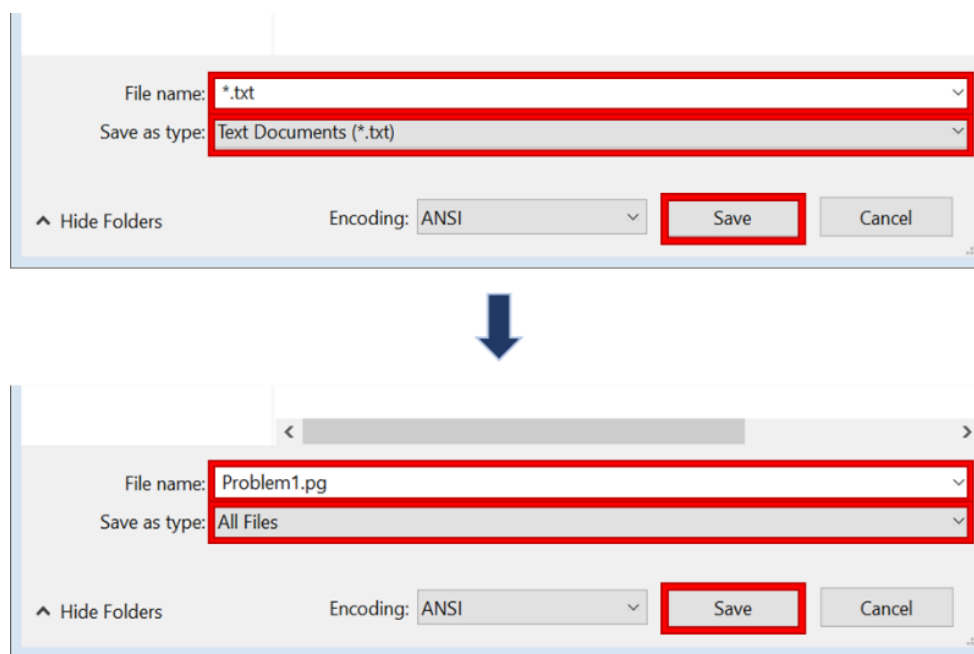 File name: *.txt
Save as type: Text Documents (*.txt)
Hide Folders Encoding: ANSI Save Cancel
File name: Problem1.pg
Save as type: All Files
Hide Folders Encoding: ANSI Save Cancel